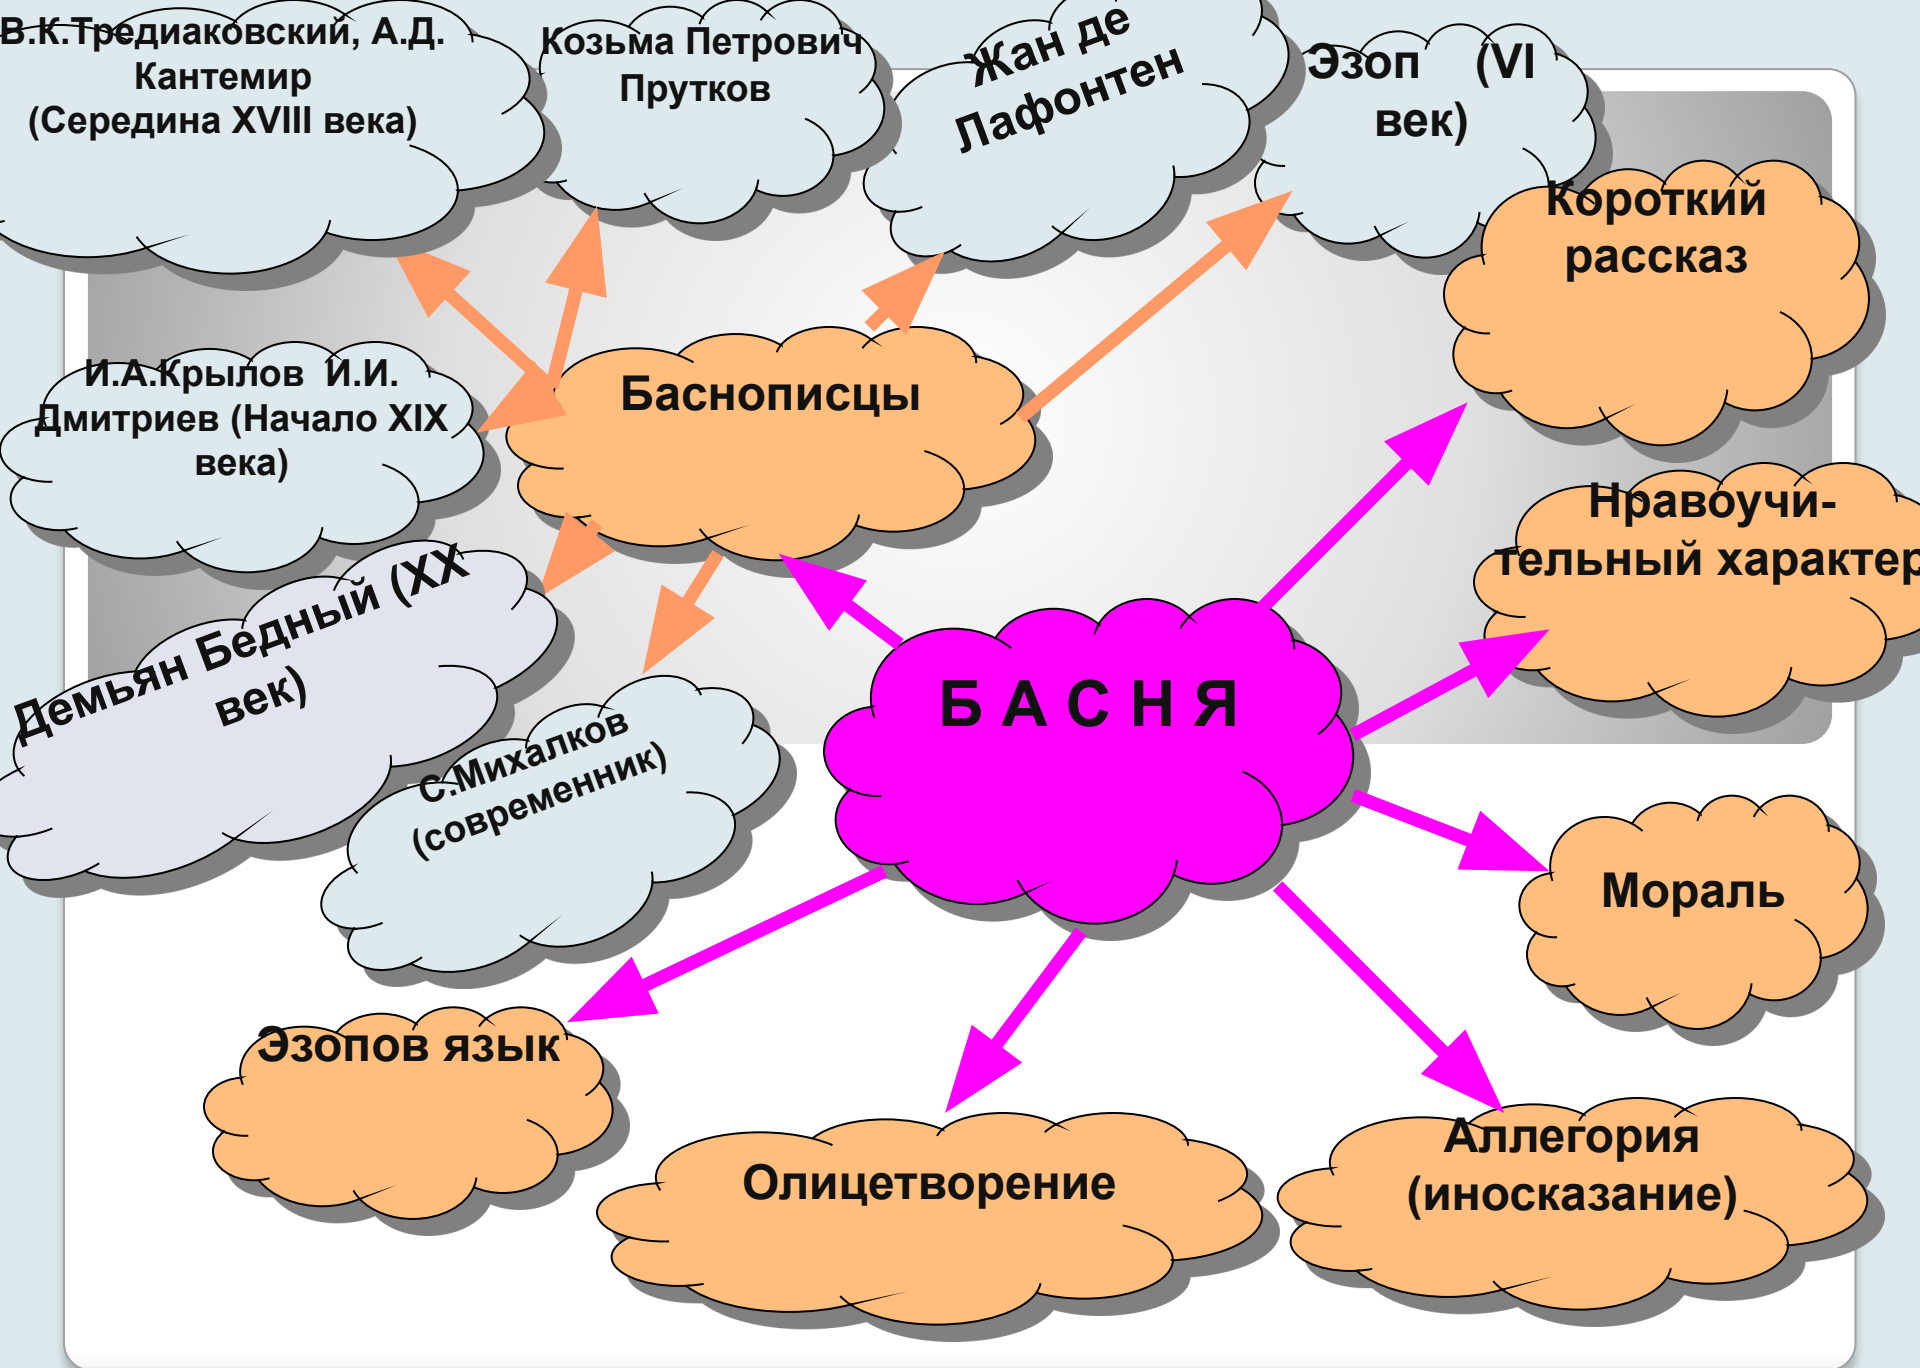 В.К.Тредиаковский, А.Д.
Кантемир
(Середина XVIII века)
Козьма Петрович
Прутков
Жан де
Лафонтен
Эзоп (VI
век)
Короткий
рассказ
И.А.Крылов И.И.
Дмитриев (Начало XIX
века)
Баснописцы
Нравоучи-
тельный характер
Демьян Бедный (XX
век)
С.Михалков
(современник)
Б А С Н Я
Мораль
Эзопов язык
Олицетворение
Аллегория
(иносказание)